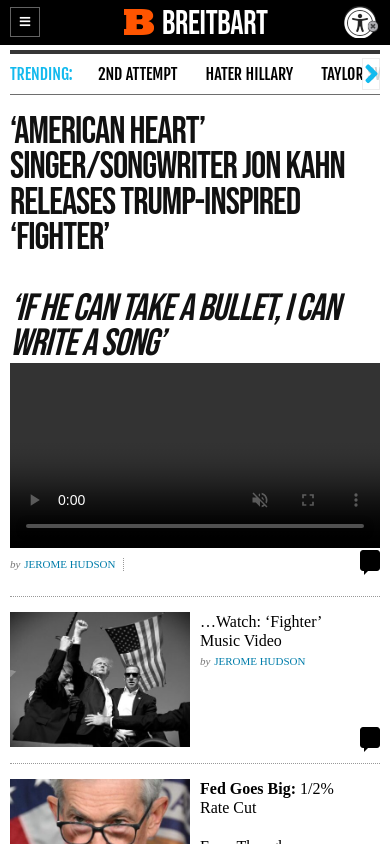 BREITBART
TRENDING: 2ND ATTEMPT HATER HILLARY TAYLOR
‘AMERICAN HEART’
SINGER/SONGWRITER JON KAHN
RELEASES TRUMP-INSPIRED
‘FIGHTER’
‘IF HE CAN TAKE A BULLET, I CAN
WRITE A SONG’
0:00
by JEROME HUDSON
…Watch: ‘Fighter’
Music Video
by JEROME HUDSON
Fed Goes Big: 1/2%
Rate Cut